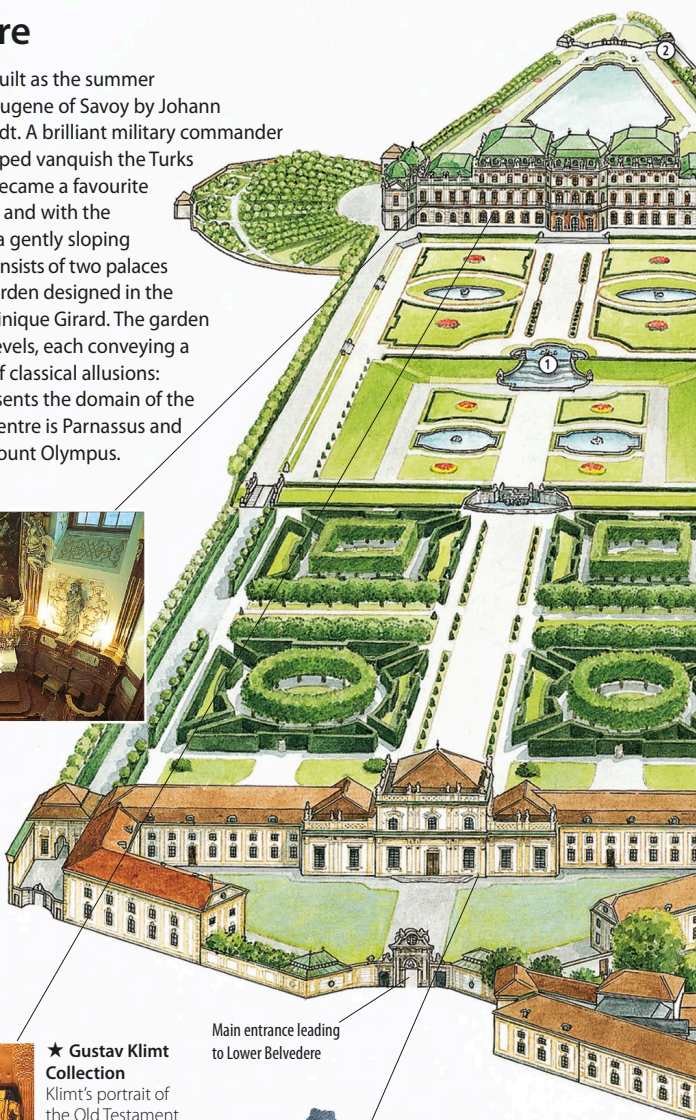 re
uilt as the summer
ugene of Savoy by Johann
dt. A brilliant military commander
ped vanquish the Turks
ecame a favourite
and with the
a gently sloping
nsists of two palaces
rden designed in the
inique Girard. The garden
evels, each conveying a
f classical allusions:
sents the domain of the
entre is Parnassus and
ount Olympus.
2
1
Main entrance leading
to Lower Belvedere
★ Gustav Klimt
Collection
Klimt's portrait of
the Old Testament